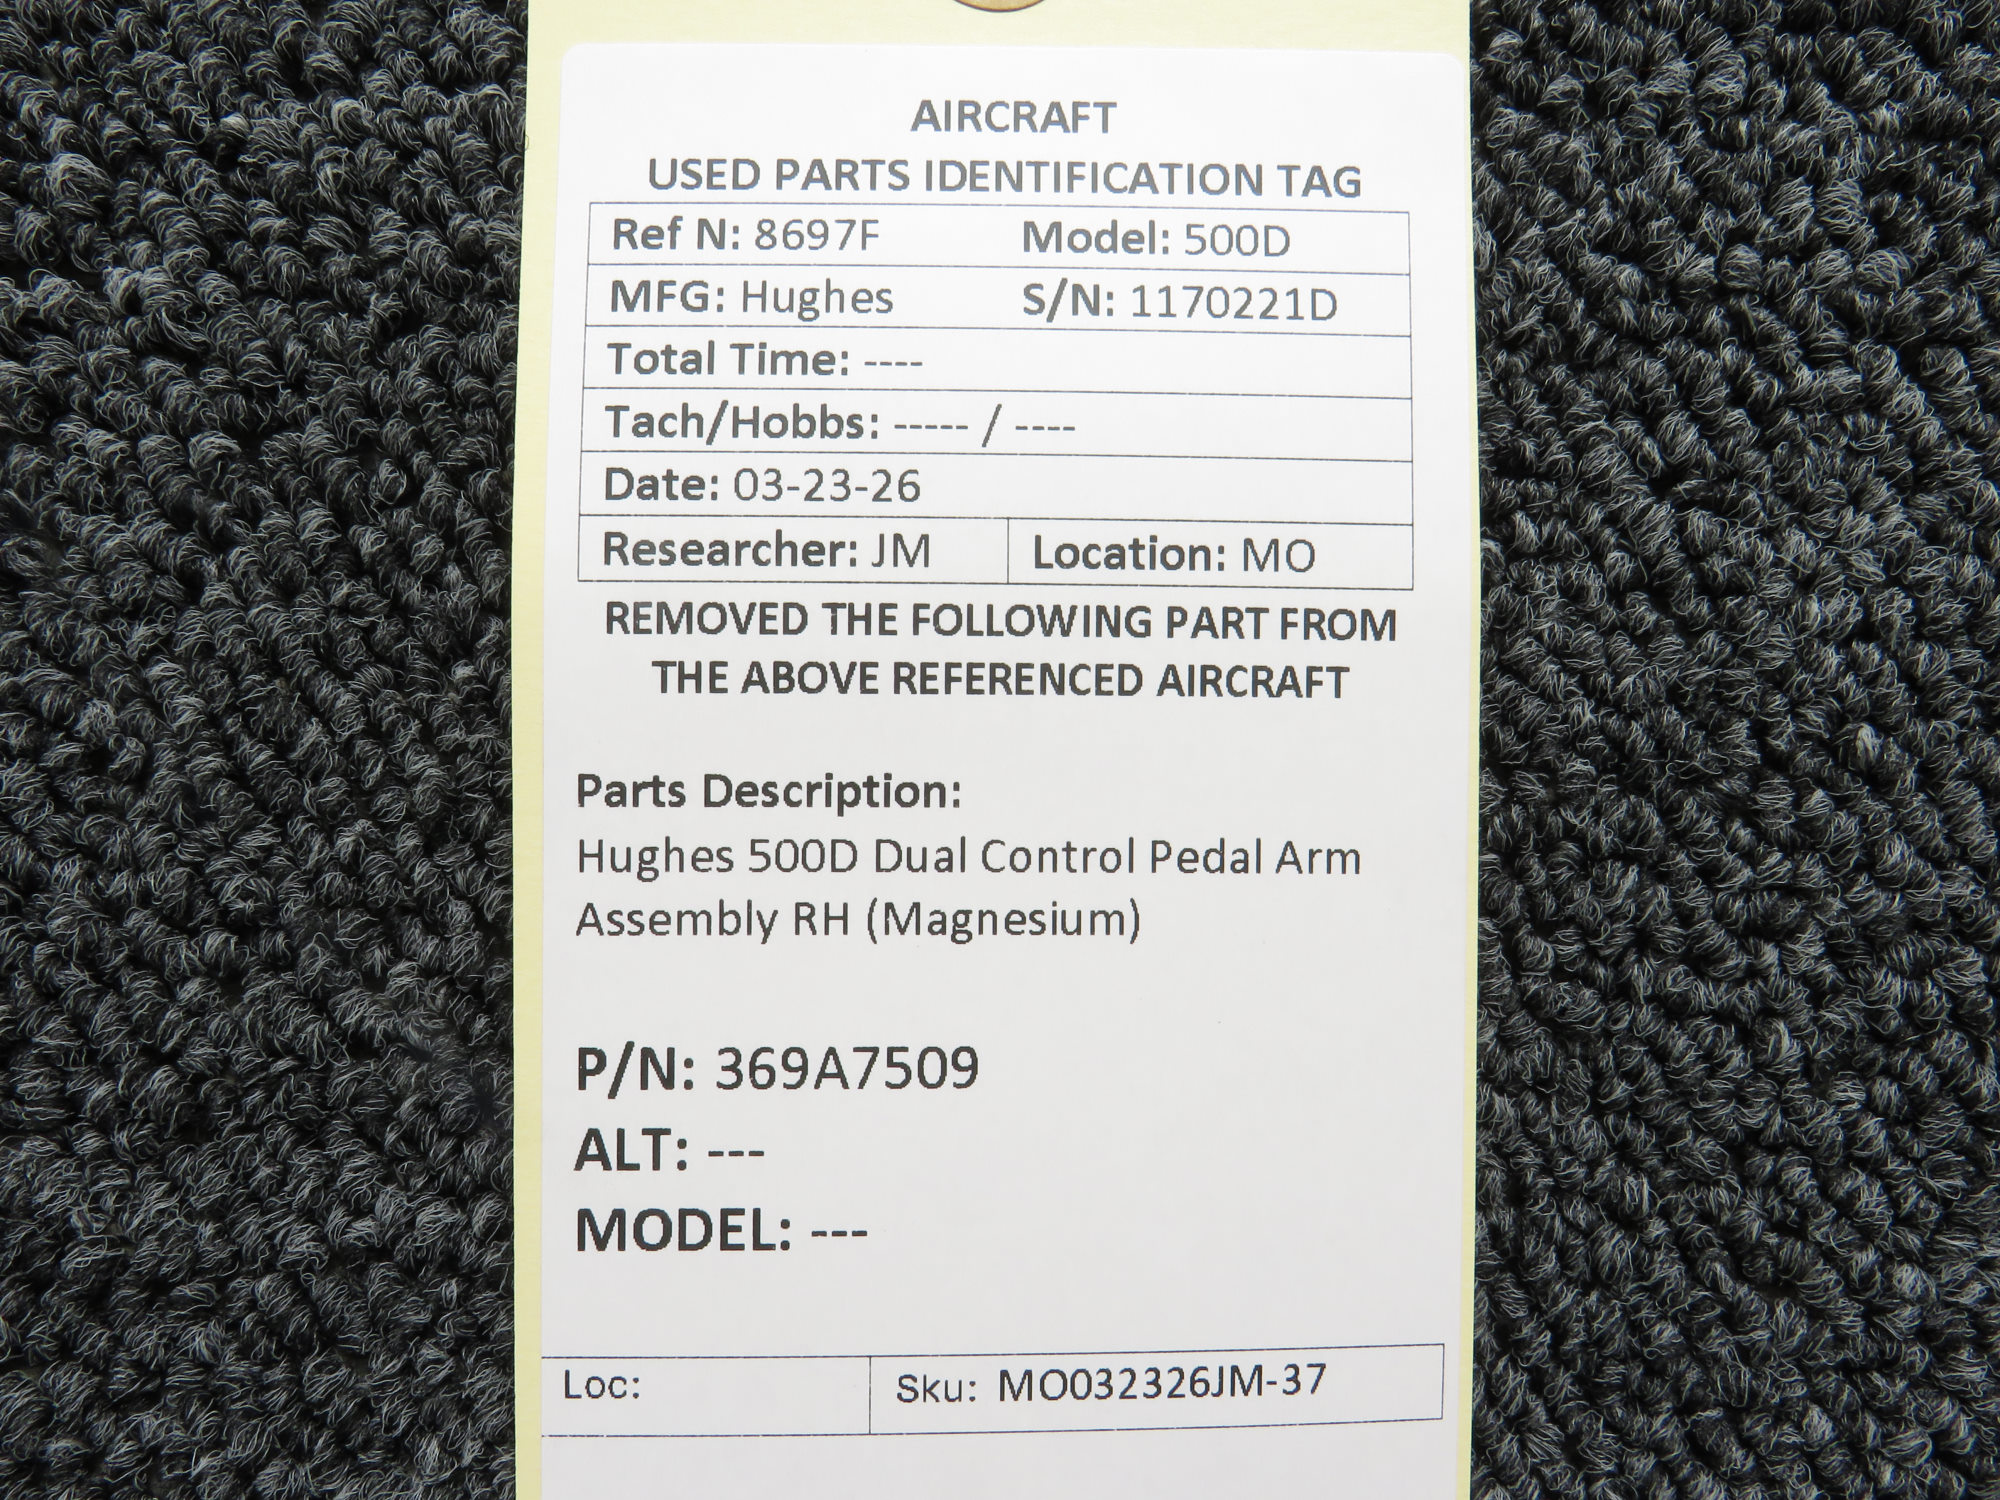 AIRCRAFT
USED PARTS IDENTIFICATION TAG
Ref N: 8697F Model: 500D
MFG: Hughes S/N: 1170221D
Total Time: ----
Tach/Hobbs: ----- / ----
Date: 03-23-26
Researcher: JM Location: MO
REMOVED THE FOLLOWING PART FROM
THE ABOVE REFERENCED AIRCRAFT
Parts Description:
Hughes 500D Dual Control Pedal Arm
Assembly RH (Magnesium)
P/N: 369A7509
ALT: ---
MODEL: ---
Loc: Sku: MO032326JM-37